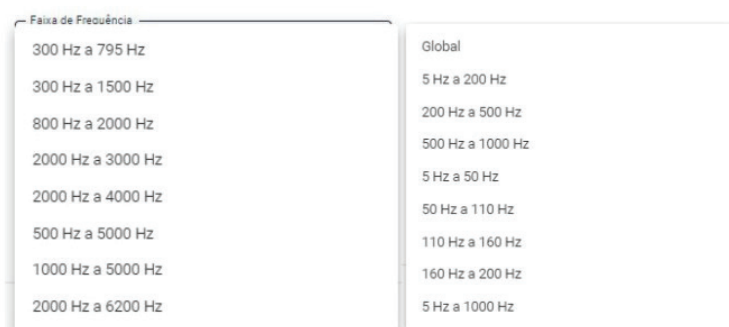 Faixa de Frequência
300 Hz a 795 Hz
300 Hz a 1500 Hz
800 Hz a 2000 Hz
2000 Hz a 3000 Hz
2000 Hz a 4000 Hz
500 Hz a 5000 Hz
1000 Hz a 5000 Hz
2000 Hz a 6200 Hz
Global
5 Hz a 200 Hz
200 Hz a 500 Hz
500 Hz a 1000 Hz
5 Hz a 50 Hz
50 Hz a 110 Hz
110 Hz a 160 Hz
160 Hz a 200 Hz
5 Hz a 1000 Hz